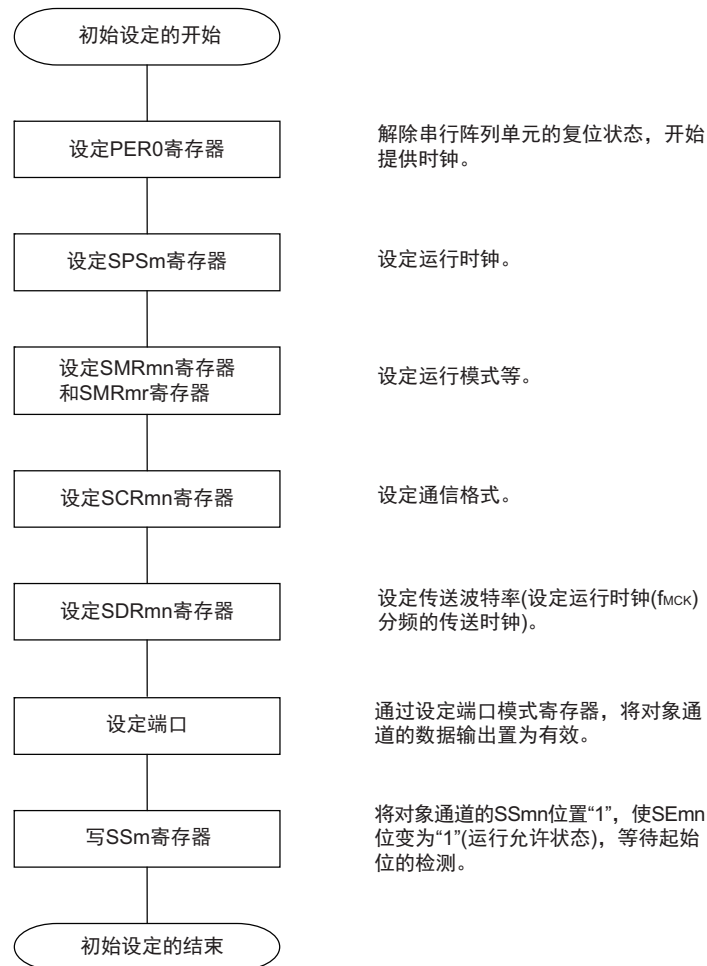 初始设定的开始
设定PER0寄存器
解除串行阵列单元的复位状态，开始
提供时钟。
设定SPSm寄存器
设定运行时钟。
设定SMRmn寄存器
和SMRmr寄存器
设定运行模式等。
设定SCRmn寄存器
设定通信格式。
设定SDRmn寄存器
设定传送波特率(设定运行时钟(fMCK)
分频的传送时钟)。
设定端口
通过设定端口模式寄存器，将对象通
道的数据输出置为有效。
写SSm寄存器
将对象通道的SSmn位置“1”，使SEmn
位变为“1”(运行允许状态)，等待起始
位的检测。
初始设定的结束